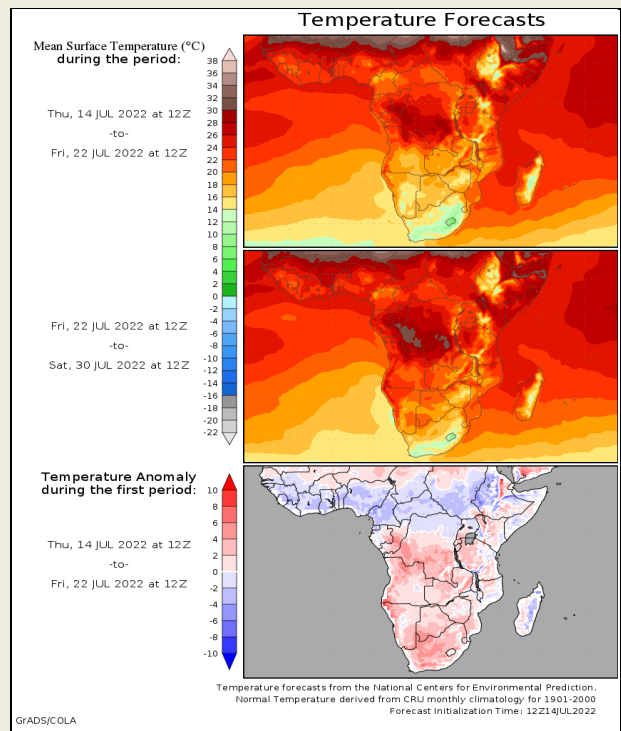 Temperature Forecasts
Mean Surface Temperature (°C)
during the period:
Thu, 14 JUL 2022 at 12Z
-to-
Fri, 22 JUL 2022 at 12Z
38
36
34
32
30
28
26
24
22
20
18
16
14
12
10
8
6
4
2
0
-2
-4
-6
-8
-10
-12
-14
-16
-18
-20
-22
Fri, 22 JUL 2022 at 12Z
-to-
Sat, 30 JUL 2022 at 12Z
Temperature Anomaly
during the first period:
Thu, 14 JUL 2022 at 12Z
-to-
Fri, 22 JUL 2022 at 12Z
10
8
6
4
2
0
-2
-4
-6
-8
-10
Temperature forecasts from the National Centers for Environmental Prediction.
Normal Temperature derived from CRU monthly climatology for 1901-2000
Forecast Initialization Time: 12Z14JUL2022
GrADS/COLA